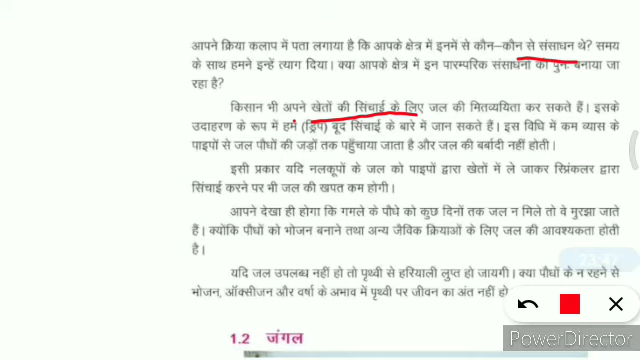 आपने क्रिया कलाप में पता लगाया है कि आपके क्षेत्र में इनमें से कौन–कौन से संसाधन थे? समय
के साथ हमने इन्हें त्याग दिया। क्या आपके क्षेत्र में इन पारम्परिक संसाधनों को पुनः बनाया जा
रहा है?
किसान भी अपने खेतों की सिंचाई के लिए जल की मितव्ययिता कर सकते हैं। इसके
उदाहरण के रूप में हम (ड्रिप) बूंद सिंचाई के बारे में जान सकते हैं। इस विधि में कम व्यास के
पाइपों से जल पौधों की जड़ों तक पहुँचाया जाता है और जल की बर्बादी नहीं होती।
इसी प्रकार यदि नलकूपों के जल को पाइपों द्वारा खेतों में ले जाकर स्प्रिंकलर द्वारा
सिंचाई करने पर भी जल की खपत कम होगी।
आपने देखा ही होगा कि गमले के पौधे को कुछ दिनों तक जल न मिले तो वे मुरझा जाते
हैं। क्योंकि पौधों को भोजन बनाने तथा अन्य जैविक क्रियाओं के लिए जल की आवश्यकता होती
है।
23:47
यदि जल उपलब्ध नहीं हो तो पृथ्वी से हरियाली लुप्त हो जायगी। क्या पौधों के न रहने से
भोजन, ऑक्सीजन और वर्षा के अभाव में पृथ्वी पर जीवन का अंत नहीं हो
PowerDirector
1.2 जंगल